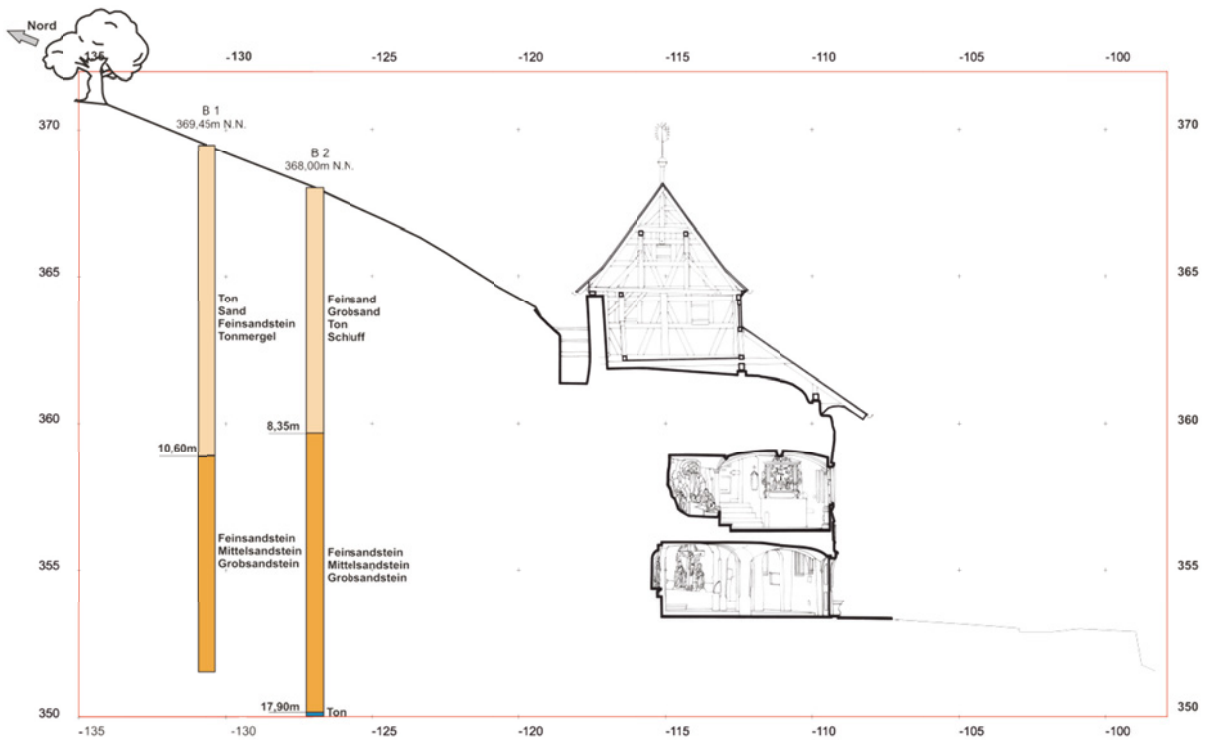 Nord
-135 -130 -125 -120 -115 -110 -105 -100
B 1
369,45m N.N.
370 370
B 2
368,00m N.N.
365 365
Ton
Sand
Feinsandstein
Tonmergel
Feinsand
Grobsand
Ton
Schluff
360 360
8,35m
10,60m
Feinsandstein
Mittelsandstein
Grobsandstein
Feinsandstein
Mittelsandstein
Grobsandstein
355 355
17,90m Ton
350 350
-135 -130 -125 -120 -115 -110 -105 -100